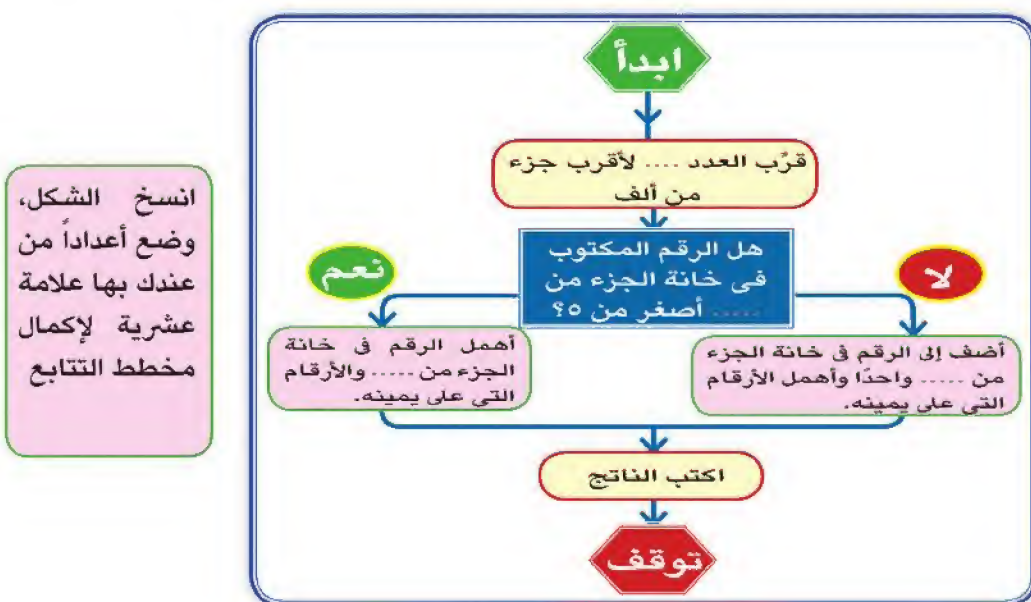 ابدأ
قرِّب العدد .... لأقرب جزء
من ألف
هل الرقم المكتوب
فى خانة الجزء من
..... أصغر من ٥؟
لا
نعم
أضف إلى الرقم فى خانة الجزء
من ..... واحدًا وأهمل الأرقام
التي على يمينه.
أهمل الرقم فى خانة
الجزء من ..... والأرقام
التي على يمينه.
اكتب الناتج
توقف
انسخ الشكل،
وضع أعداداً من
عندك بها علامة
عشرية لإكمال
مخطط التتابع